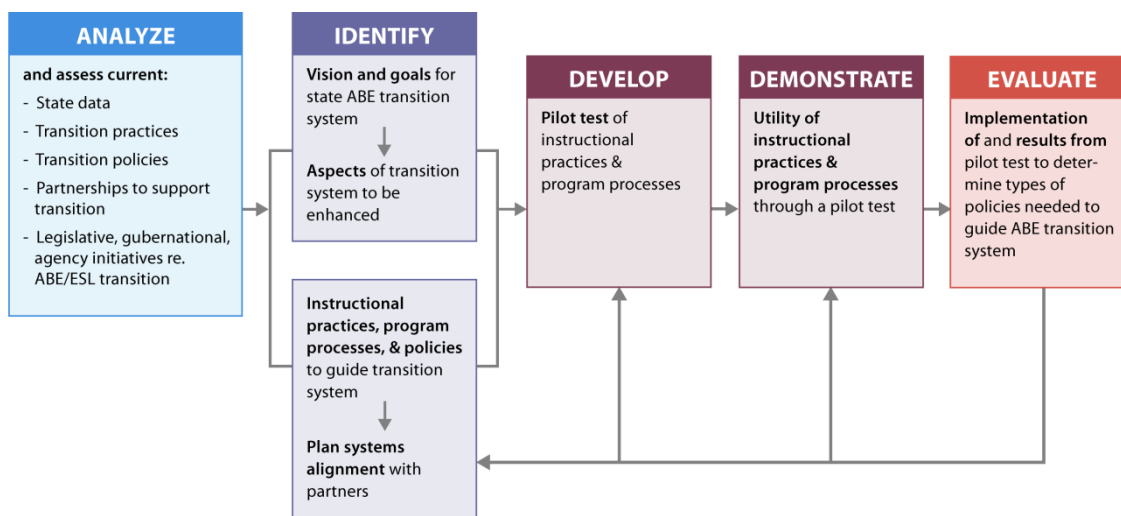 ANALYZE
and assess current:
- State data
- Transition practices
- Transition policies
- Partnerships to support
transition
- Legislative, gubernational,
agency initiatives re.
ABE/ESL transition
IDENTIFY
Vision and goals for
state ABE transition
system
Aspects of transition
system to be
enhanced
Instructional
practices, program
processes, & policies
to guide transition
system
Plan systems
alignment with
partners
DEVELOP
Pilot test of
instructional
practices &
program processes
DEMONSTRATE
Utility of
instructional
practices &
program processes
through a pilot test
EVALUATE
Implementation
of and results from
pilot test to deter-
mine types of
policies needed to
guide ABE transition
system